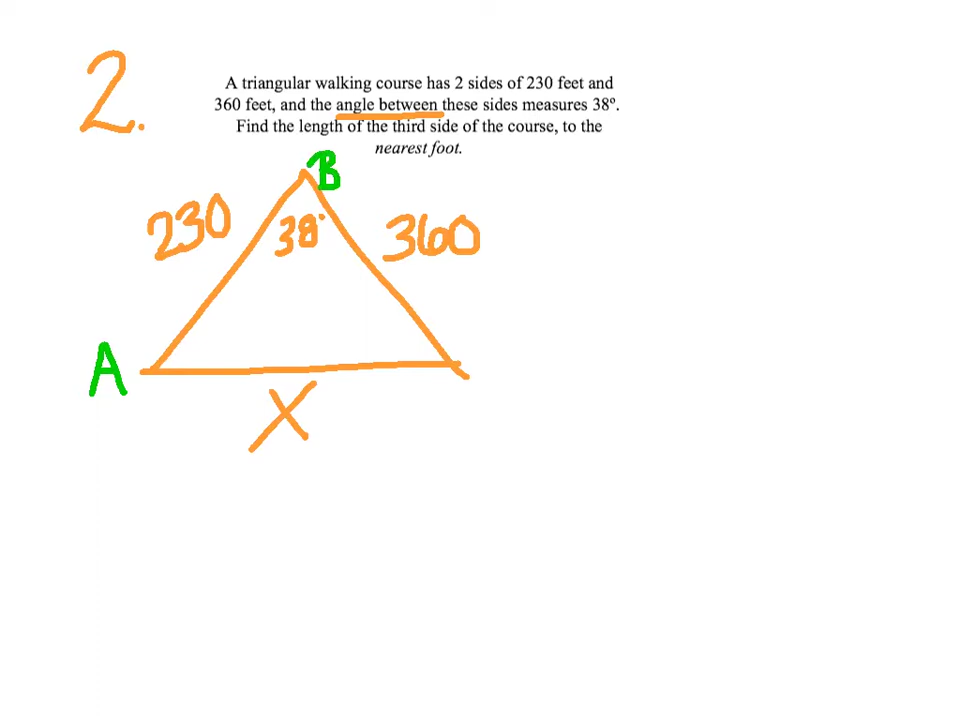 2.
A triangular walking course has 2 sides of 230 feet and
360 feet, and the angle between these sides measures 38º.
Find the length of the third side of the course, to the
nearest foot.
B
230
38°
360
A
X